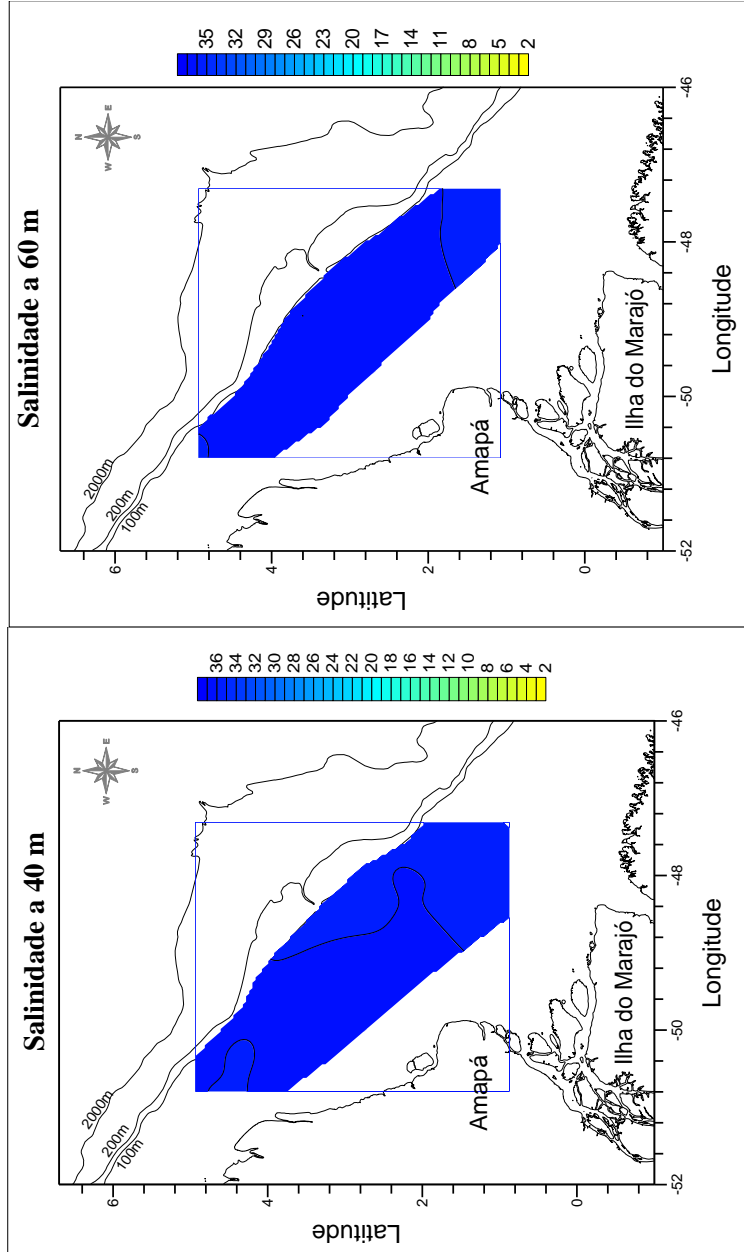 Salinidade a 40 m
N
E
S
W
2000m
200m
100m
Amapá
Ilha do Marajó
6
4
2
0
-52
-50
-48
-46
Latitude
Longitude
36
34
32
30
28
26
24
22
20
18
16
14
12
10
8
6
4
2
Salinidade a 60 m
N
E
S
W
2000m
200m
100m
Amapá
Ilha do Marajó
6
4
2
0
-52
-50
-48
-46
Latitude
Longitude
35
32
29
26
23
20
17
14
11
8
5
2